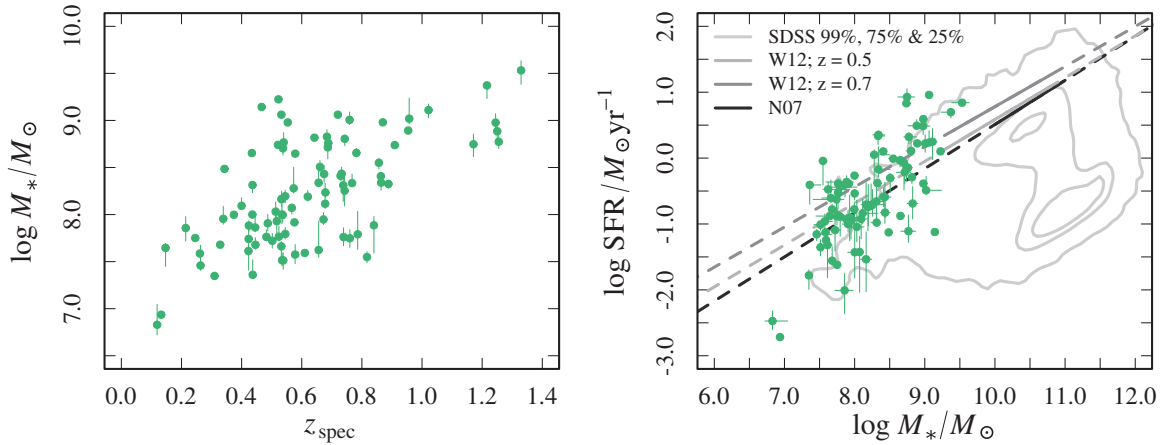 log M*/M⊙
10.0
9.0
8.0
7.0
0.0 0.2 0.4 0.6 0.8 1.0 1.2 1.4
z_spec
log SFR/M⊙yr⁻¹
2.0
1.0
0.0
-1.0
-2.0
-3.0
SDSS 99%, 75% & 25%
W12; z = 0.5
W12; z = 0.7
N07
6.0 7.0 8.0 9.0 10.0 11.0 12.0
log M*/M⊙